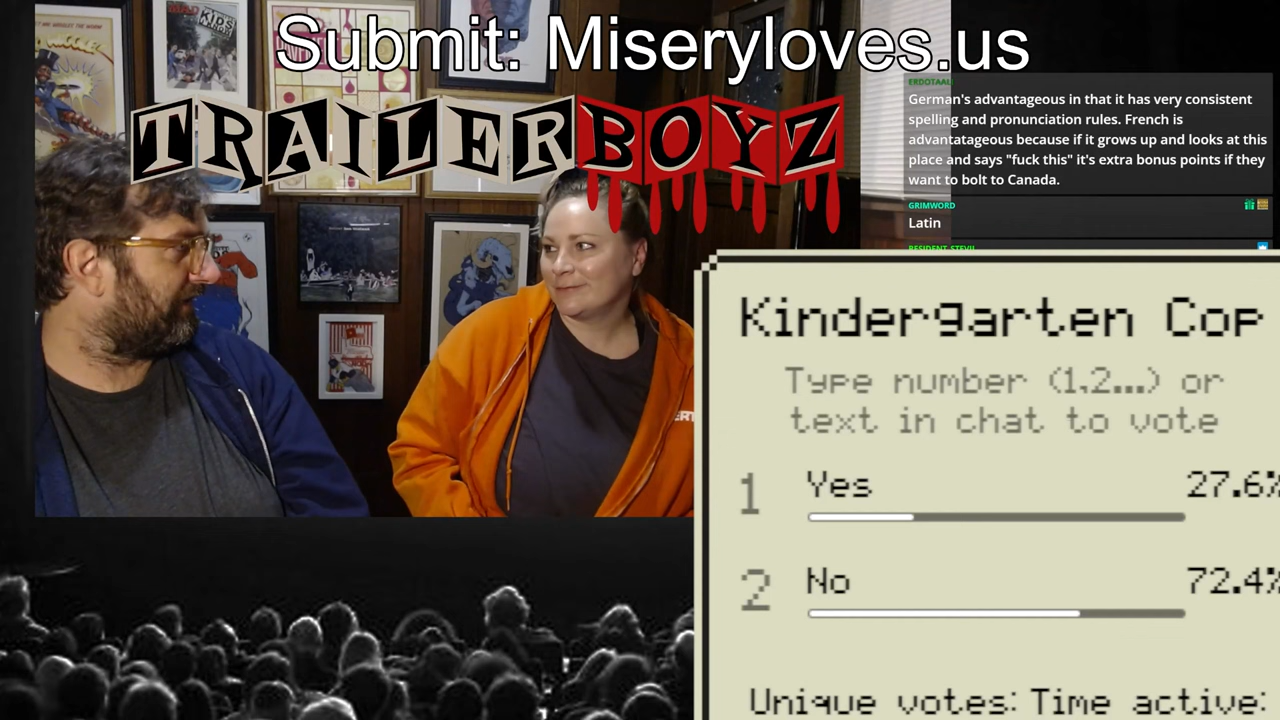 Submit: Miseryloves.us
TRAILERBOYZ
ERDOTAAL
German's advantageous in that it has very consistent
spelling and pronunciation rules. French is
advantatageous because if it grows up and looks at this
place and says "fuck this" it's extra bonus points if they
want to bolt to Canada.
GRIMWORD
Latin
RESIDENT_STEVIL
Kindergarten Cop
Type number (1,2...) or
text in chat to vote
1 Yes 27.6%
2 No 72.4%
Unique votes: Time active: